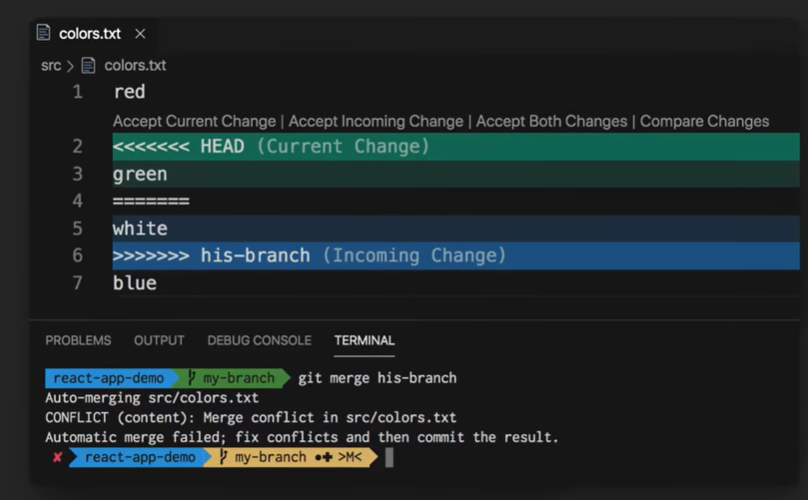 colors.txt ×
src > colors.txt
1 red
Accept Current Change | Accept Incoming Change | Accept Both Changes | Compare Changes
2 <<<<<<< HEAD (Current Change)
3 green
4 =======
5 white
6 >>>>>>> his-branch (Incoming Change)
7 blue
PROBLEMS OUTPUT DEBUG CONSOLE TERMINAL
react-app-demo my-branch git merge his-branch
Auto-merging src/colors.txt
CONFLICT (content): Merge conflict in src/colors.txt
Automatic merge failed; fix conflicts and then commit the result.
✘ react-app-demo my-branch ●✚ >M<